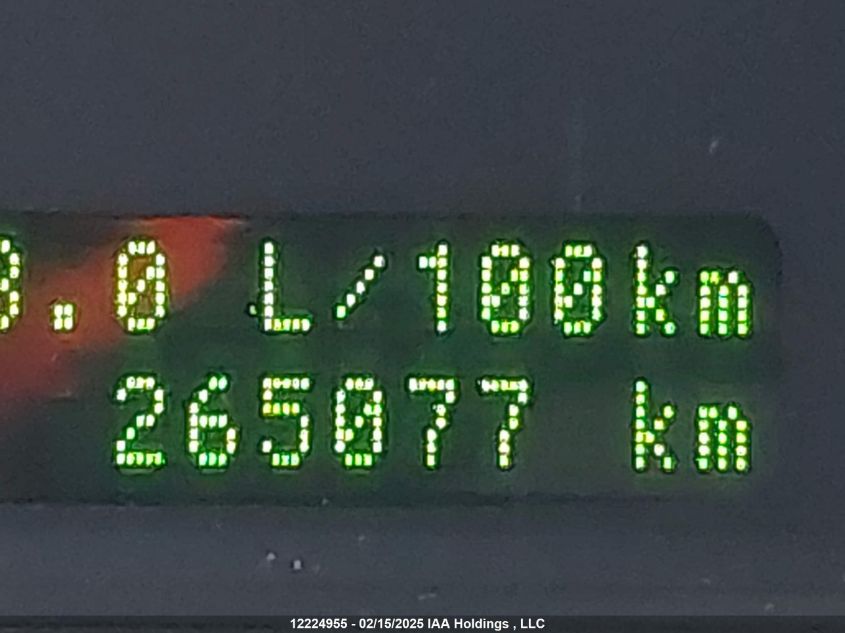 .0 L/100km
265077 km
12224955 - 02/15/2025 IAA Holdings , LLC